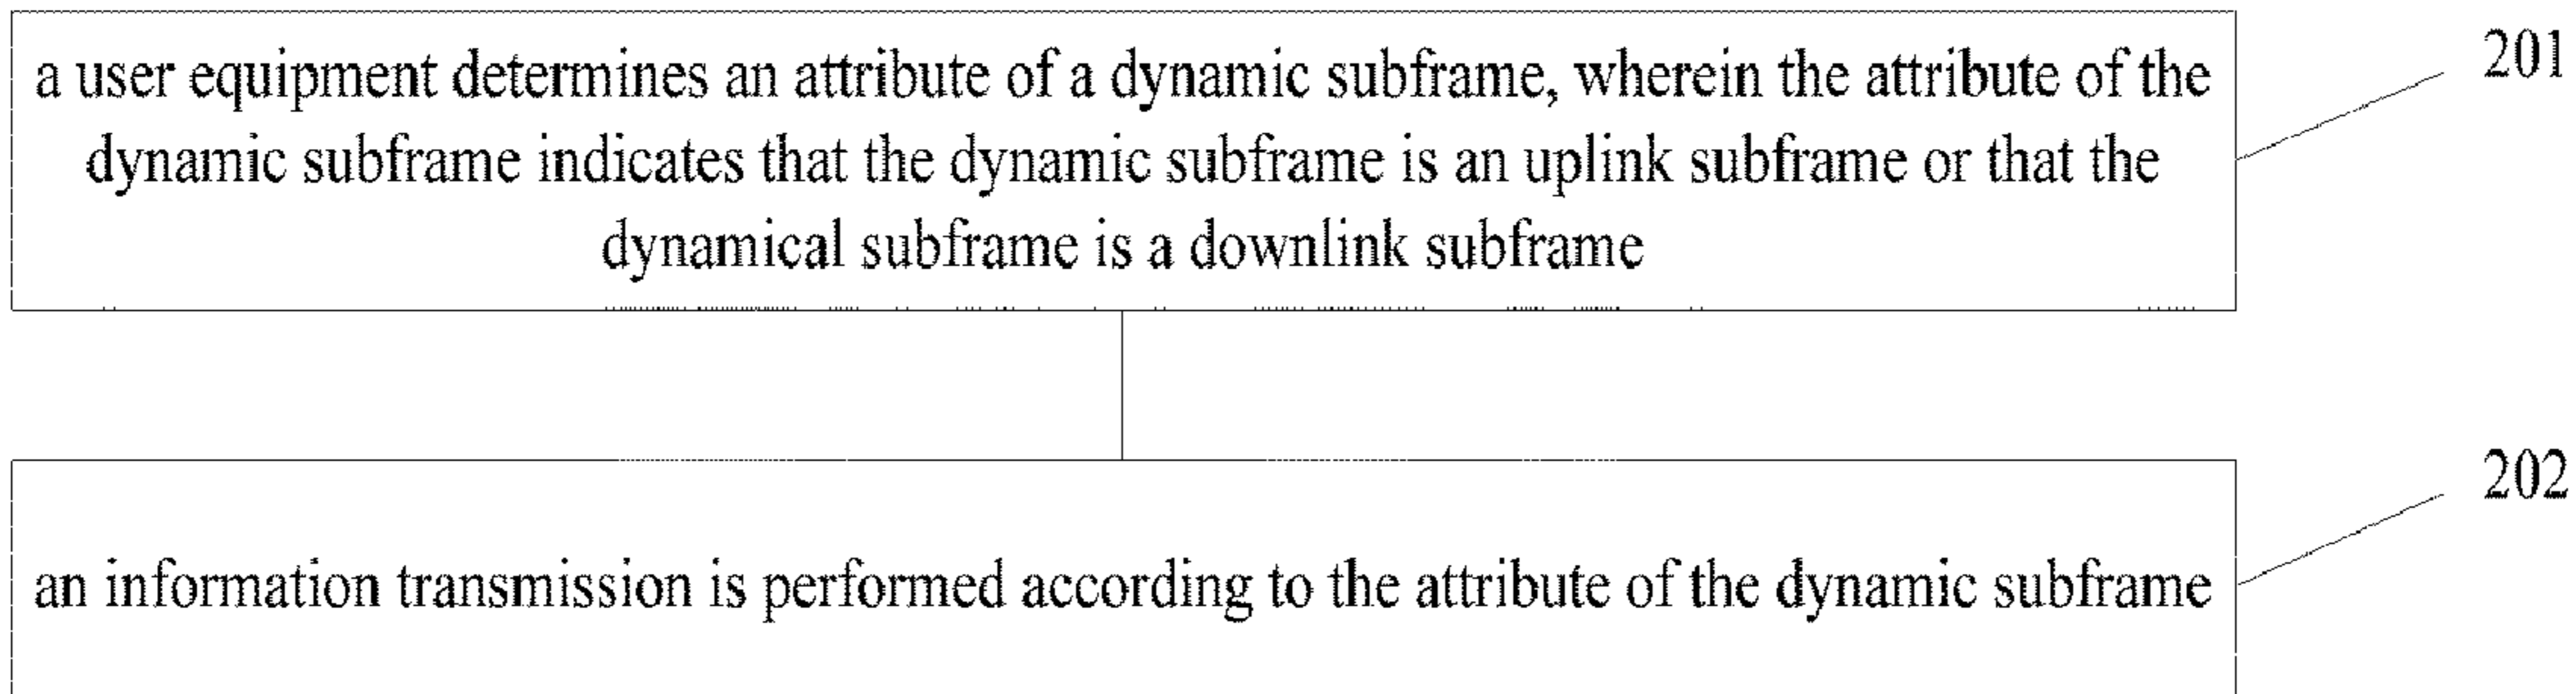 a user equipment determines an attribute of a dynamic subframe, wherein the attribute of the
dynamic subframe indicates that the dynamic subframe is an uplink subframe or that the
dynamical subframe is a downlink subframe
201
an information transmission is performed according to the attribute of the dynamic subframe
202